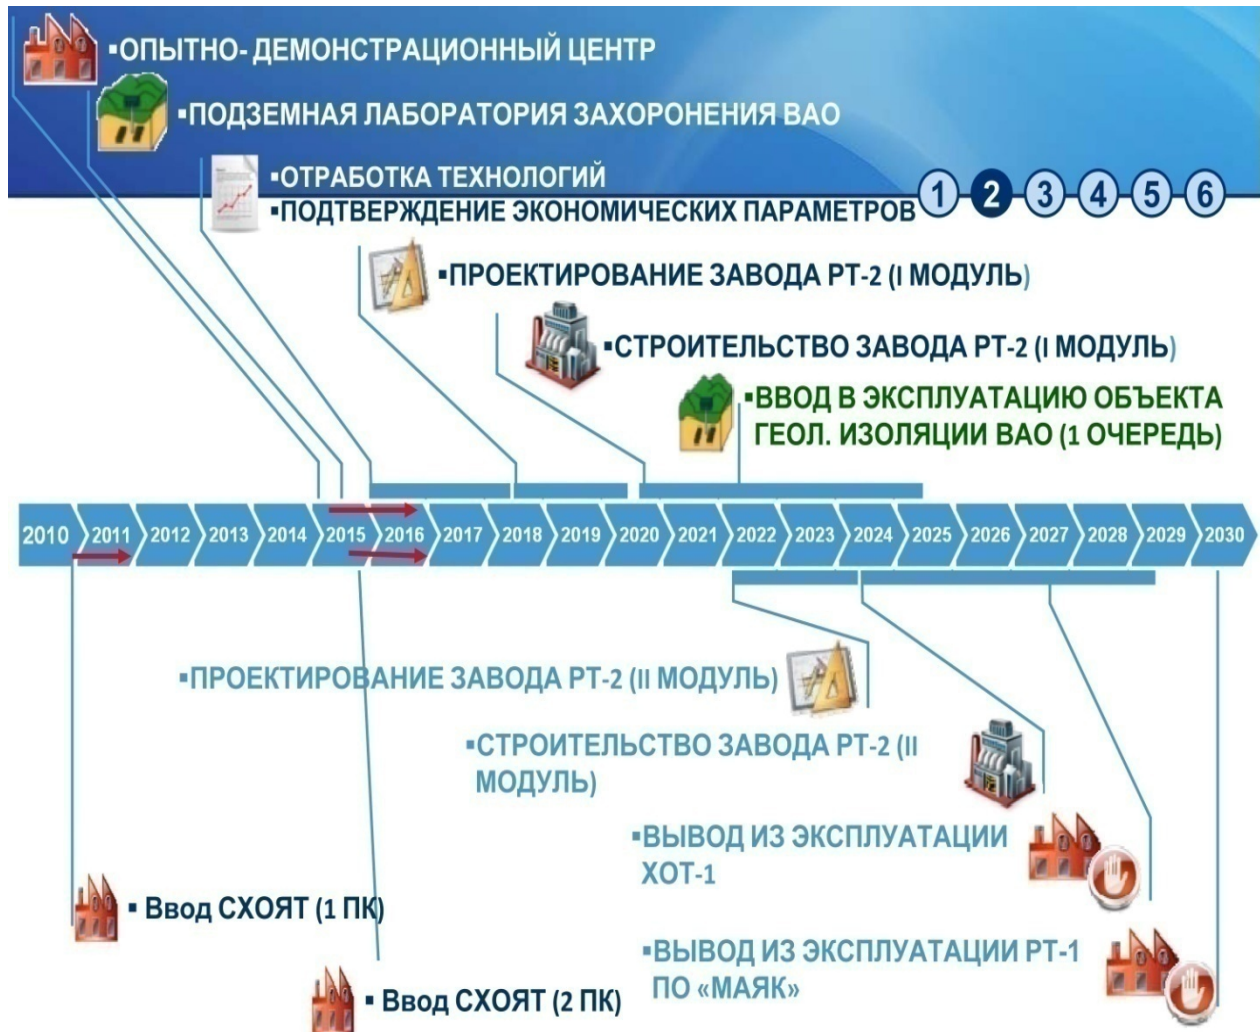 ▪ОПЫТНО- ДЕМОНСТРАЦИОННЫЙ ЦЕНТР
▪ПОДЗЕМНАЯ ЛАБОРАТОРИЯ ЗАХОРОНЕНИЯ ВАО
▪ОТРАБОТКА ТЕХНОЛОГИЙ
▪ПОДТВЕРЖДЕНИЕ ЭКОНОМИЧЕСКИХ ПАРАМЕТРОВ
1 2 3 4 5 6
▪ПРОЕКТИРОВАНИЕ ЗАВОДА РТ-2 (I МОДУЛЬ)
▪СТРОИТЕЛЬСТВО ЗАВОДА РТ-2 (I МОДУЛЬ)
▪ВВОД В ЭКСПЛУАТАЦИЮ ОБЪЕКТА
ГЕОЛ. ИЗОЛЯЦИИ ВАО (1 ОЧЕРЕДЬ)
2010 2011 2012 2013 2014 2015 2016 2017 2018 2019 2020 2021 2022 2023 2024 2025 2026 2027 2028 2029 2030
▪ПРОЕКТИРОВАНИЕ ЗАВОДА РТ-2 (II МОДУЛЬ)
▪СТРОИТЕЛЬСТВО ЗАВОДА РТ-2 (II
МОДУЛЬ)
▪ВЫВОД ИЗ ЭКСПЛУАТАЦИИ
ХОТ-1
▪ Ввод СХОЯТ (1 ПК)
▪ВЫВОД ИЗ ЭКСПЛУАТАЦИИ РТ-1
ПО «МАЯК»
▪ Ввод СХОЯТ (2 ПК)